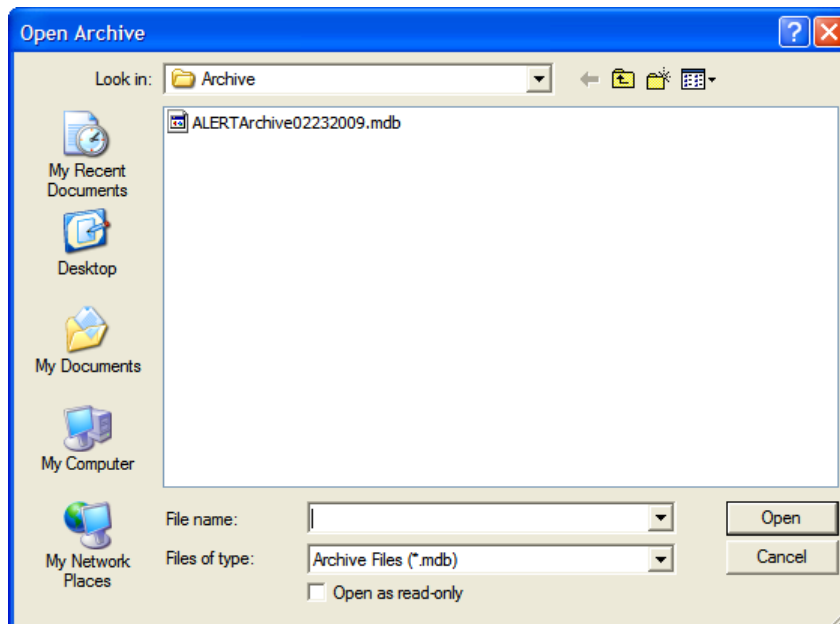 Open Archive
Look in:
Archive
ALERTArchive02232009.mdb
My Recent
Documents
Desktop
My Documents
My Computer
My Network
Places
File name:
Open
Files of type:
Archive Files (*.mdb)
Cancel
Open as read-only